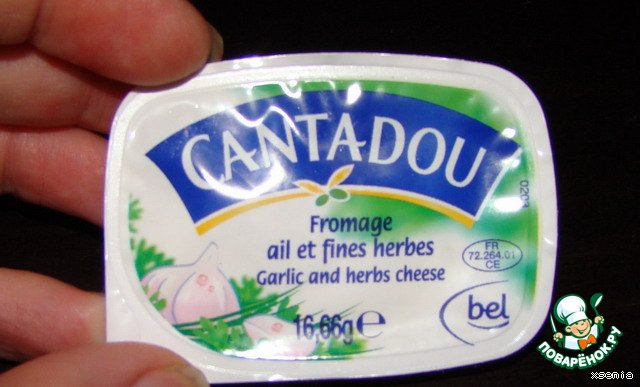 CANTADOU
Fromage
ail et fines herbes
Garlic and herbs cheese
FR
72.264.01
CE
16,66g e
bel
ПОВАРЁНОК.РУ
xsenia